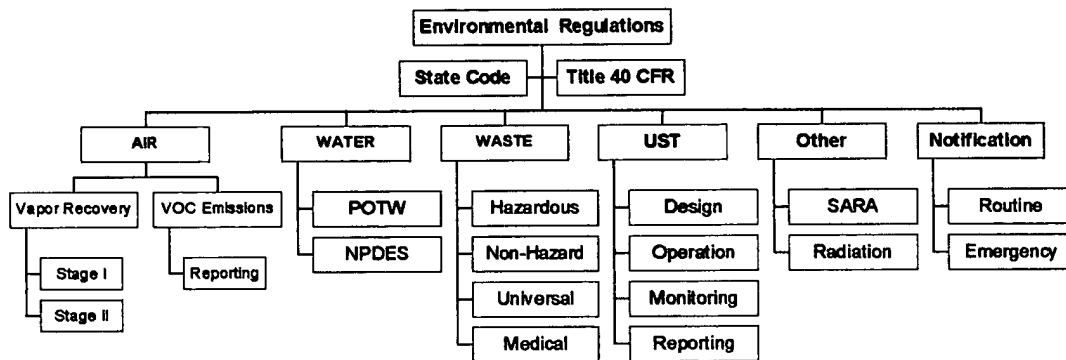 Environmental Regulations
State Code
Title 40 CFR
AIR
WATER
WASTE
UST
Other
Notification
Vapor Recovery
VOC Emissions
POTW
Hazardous
Design
SARA
Routine
NPDES
Non-Hazard
Operation
Radiation
Emergency
Stage I
Reporting
Universal
Monitoring
Stage II
Medical
Reporting